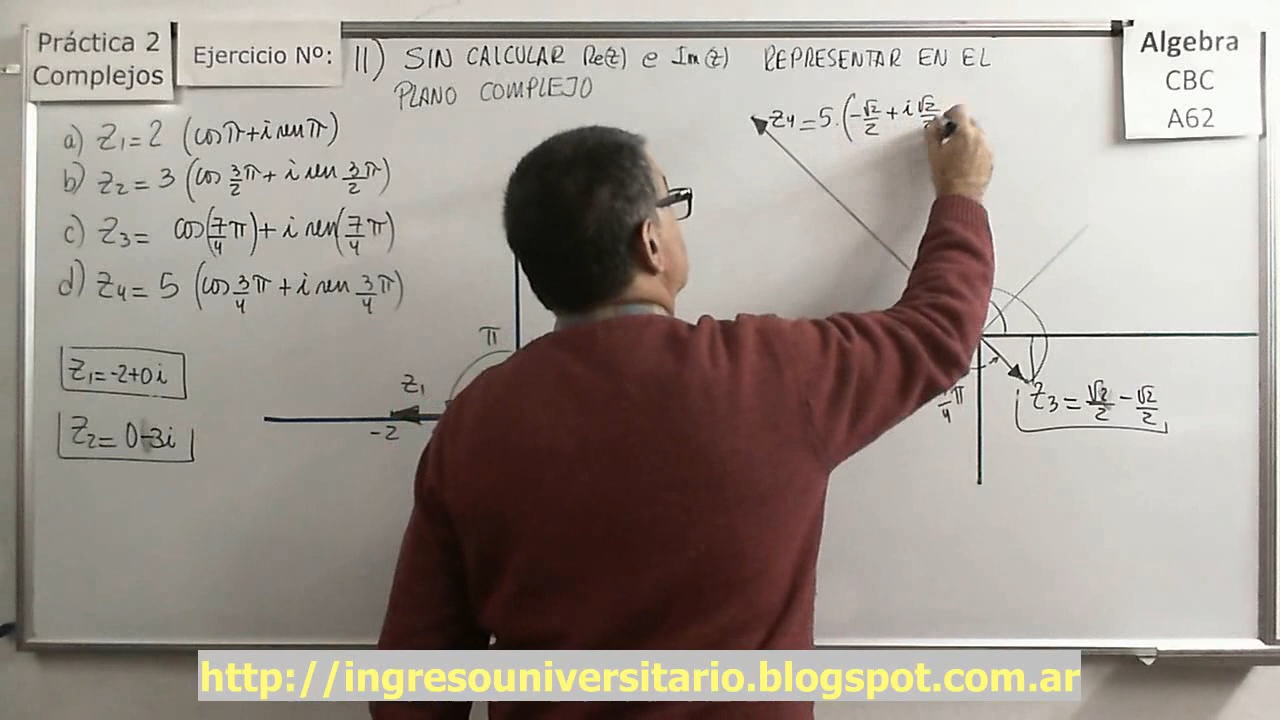 Práctica 2
Complejos
Ejercicio Nº: 11) SIN CALCULAR Re(z) e Im(z) REPRESENTAR EN EL
PLANO COMPLEJO
Algebra
CBC
A62
a) Z1 = 2 (cos π + i sen π)
b) Z2 = 3 (cos 3/2 π + i sen 3/2 π)
c) Z3 = cos(7/4 π) + i sen(7/4 π)
d) Z4 = 5 (cos 3/4 π + i sen 3/4 π)
Z1 = -2+0i
Z2 = 0-3i
π
Z1
-2
Z4 = 5.(-√2/2 + i √2/
4 π
Z3 = √2/2 - √2/2
http://ingresouniversitario.blogspot.com.ar